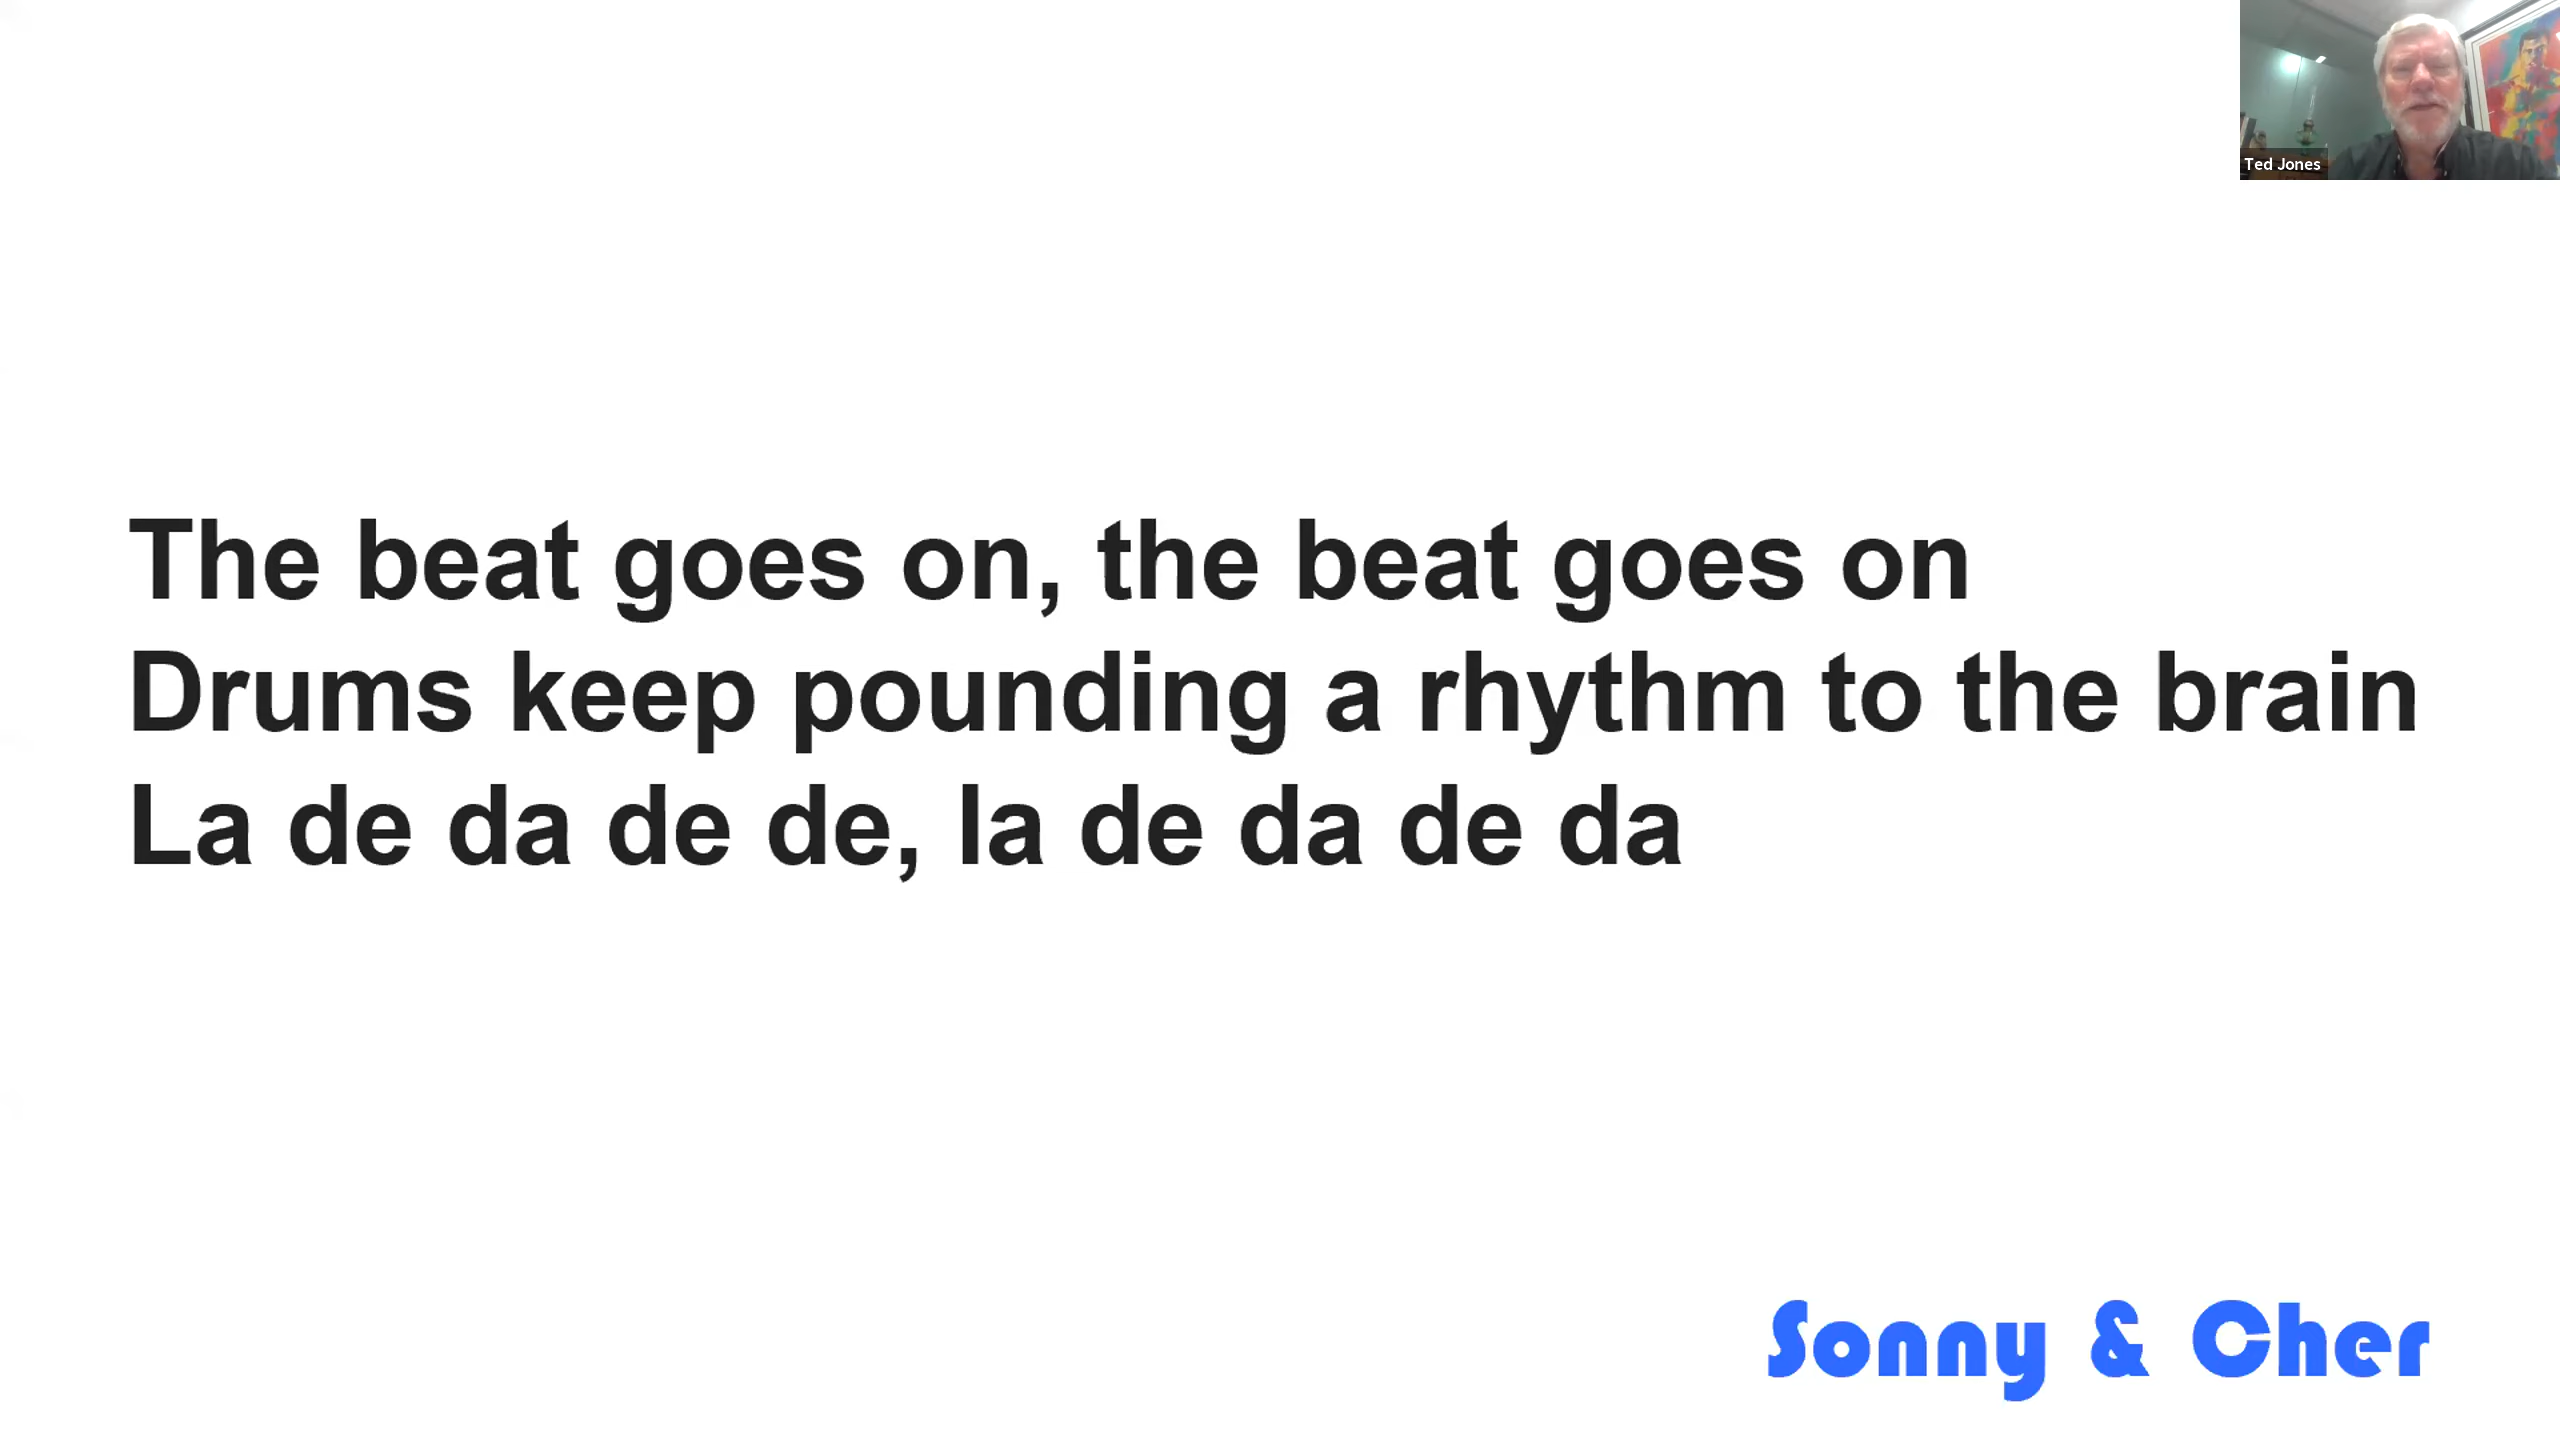 Ted Jones
The beat goes on, the beat goes on
Drums keep pounding a rhythm to the brain
La de da de de, la de da de da
Sonny & Cher